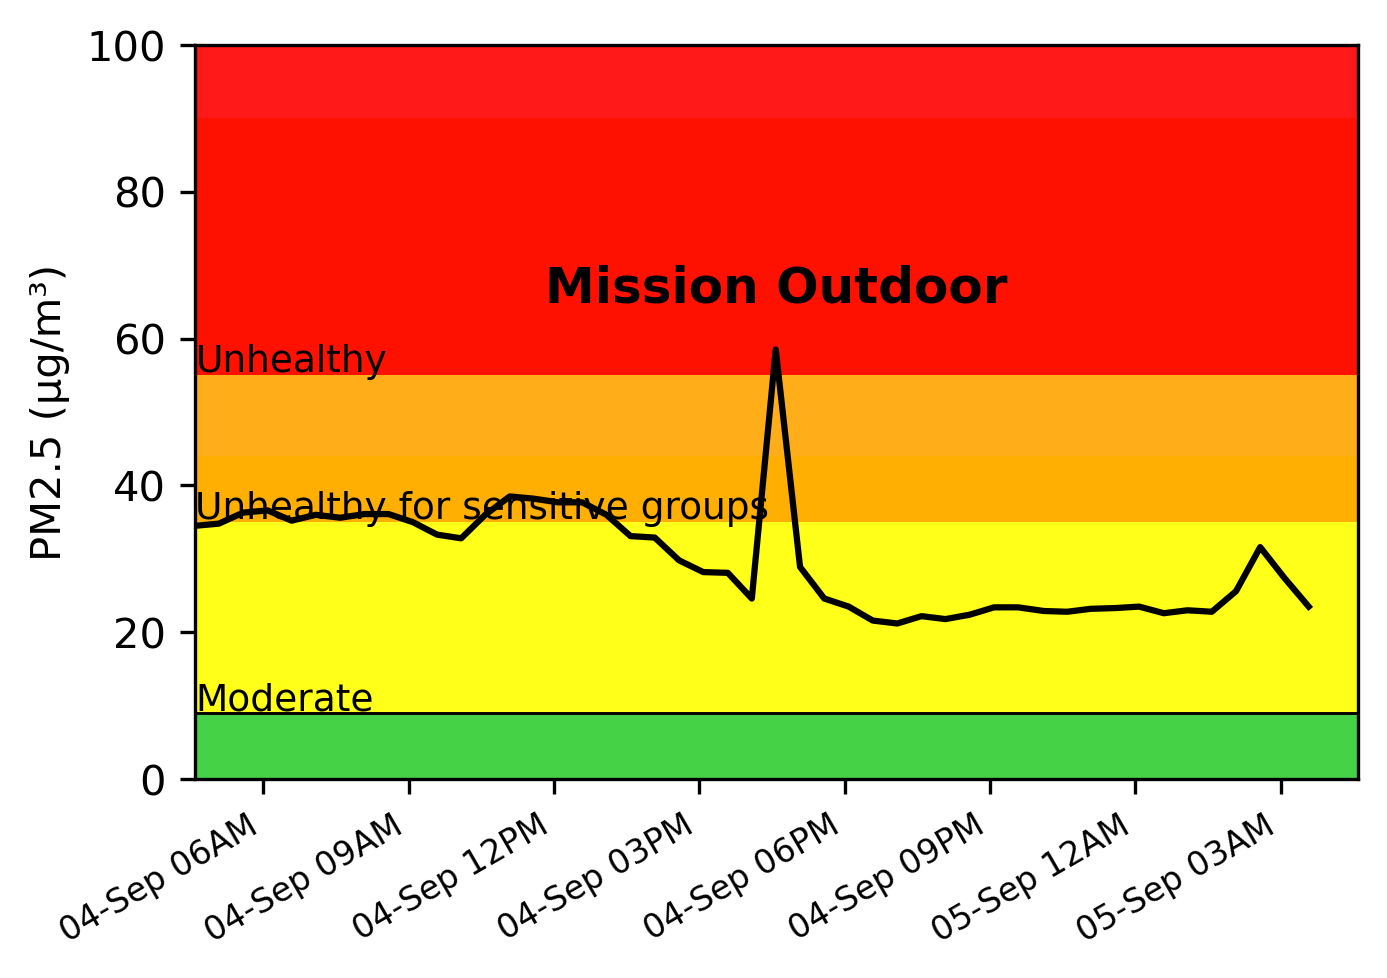 100
80
60
40
20
0
PM2.5 (µg/m³)
Mission Outdoor
Unhealthy
Unhealthy for sensitive groups
Moderate
04-Sep 06AM
04-Sep 09AM
04-Sep 12PM
04-Sep 03PM
04-Sep 06PM
04-Sep 09PM
05-Sep 12AM
05-Sep 03AM